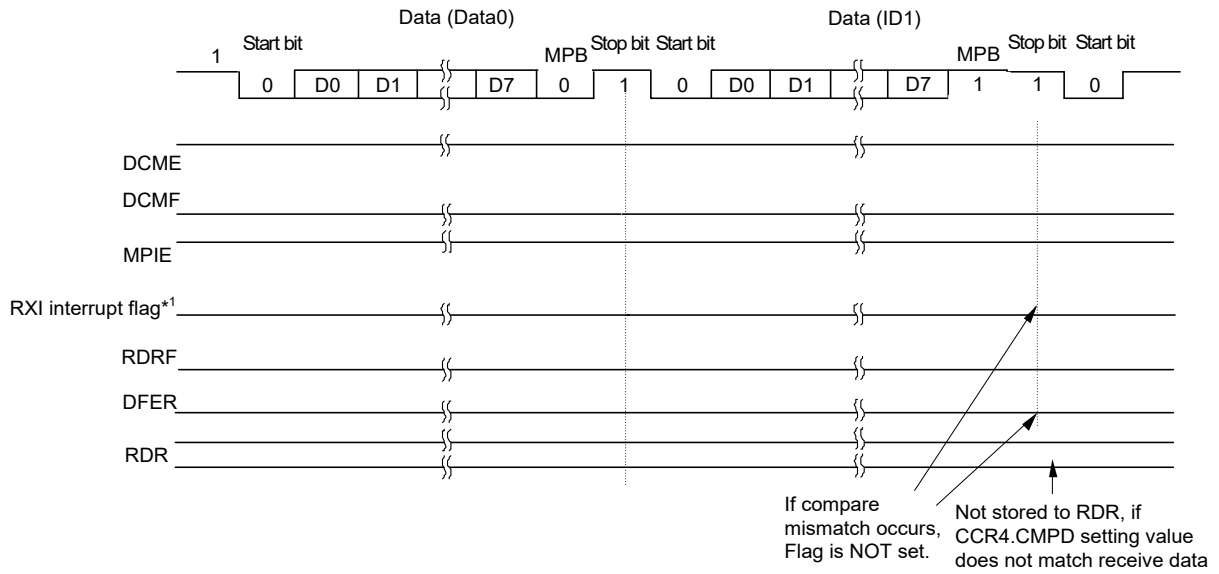 Data (Data0) Data (ID1)
1 Start bit MPB Stop bit Start bit MPB Stop bit Start bit
0 D0 D1 D7 0 1 0 D0 D1 D7 1 1 0
DCME
DCMF
MPIE
RXI interrupt flag*1
RDRF
DFER
RDR
If compare
mismatch occurs,
Flag is NOT set.
Not stored to RDR, if
CCR4.CMPD setting value
does not match receive data